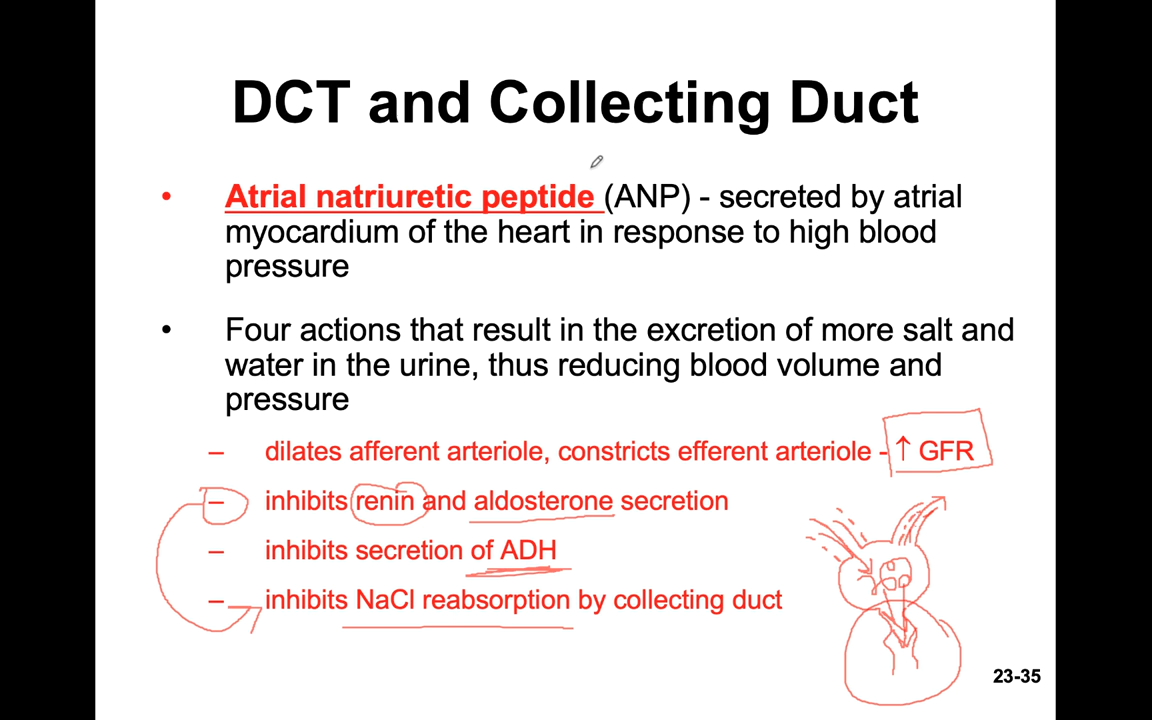 DCT and Collecting Duct
• Atrial natriuretic peptide (ANP) - secreted by atrial
myocardium of the heart in response to high blood
pressure
• Four actions that result in the excretion of more salt and
water in the urine, thus reducing blood volume and
pressure
– dilates afferent arteriole, constricts efferent arteriole - ↑ GFR
– inhibits renin and aldosterone secretion
– inhibits secretion of ADH
– inhibits NaCl reabsorption by collecting duct
23-35